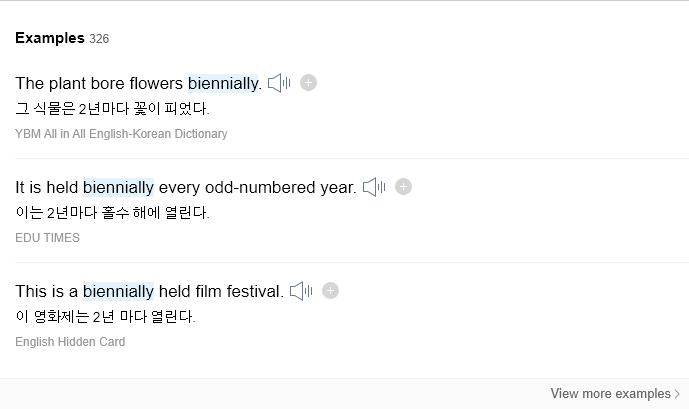 Examples 326
The plant bore flowers biennially.
그 식물은 2년마다 꽃이 피었다.
YBM All in All English-Korean Dictionary
It is held biennially every odd-numbered year.
이는 2년마다 홀수 해에 열린다.
EDU TIMES
This is a biennially held film festival.
이 영화제는 2년 마다 열린다.
English Hidden Card
View more examples